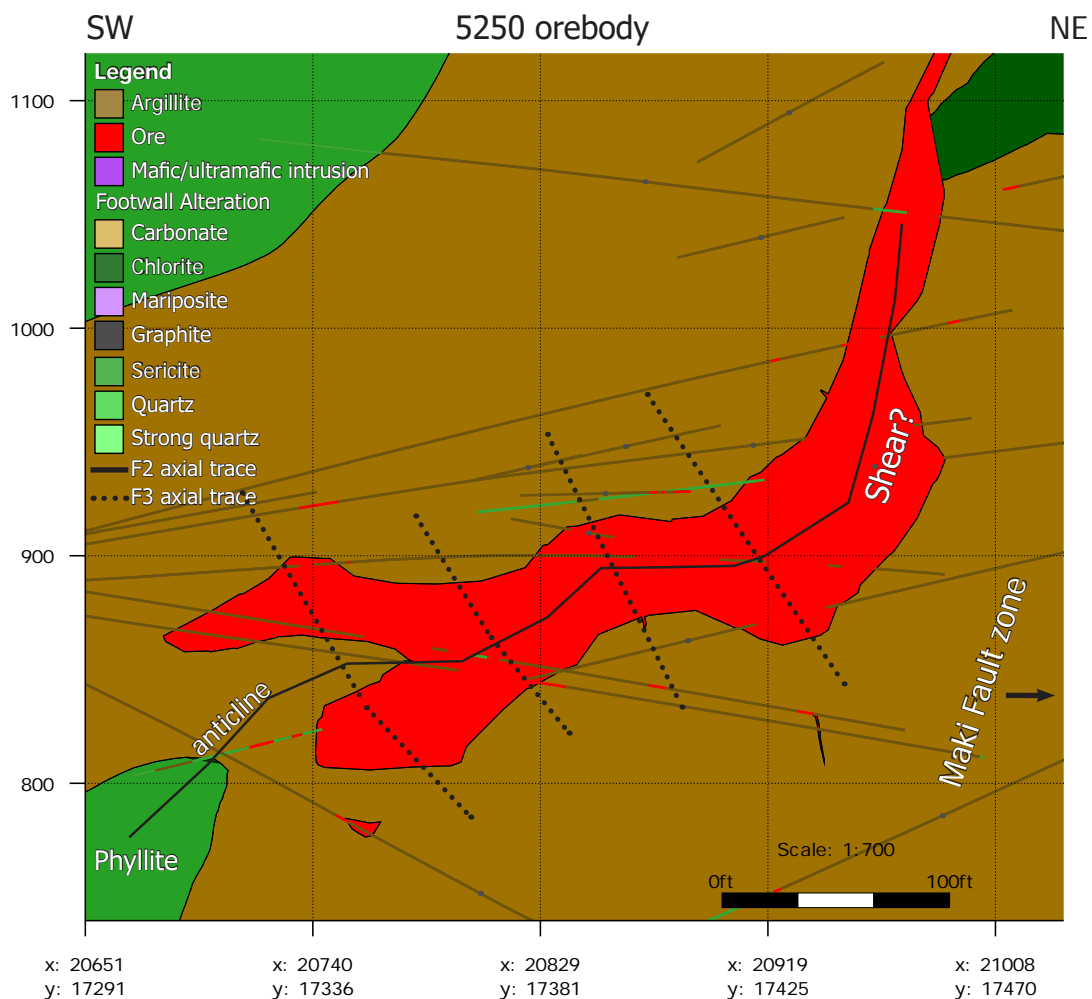 SW 5250 orebody NE
Legend
Argillite
Ore
Mafic/ultramafic intrusion
Footwall Alteration
Carbonate
Chlorite
Mariposite
Graphite
Sericite
Quartz
Strong quartz
F2 axial trace
F3 axial trace
1100
1000
900
800
Shear?
anticline
Maki Fault zone
Phyllite
Scale: 1:700
0ft 100ft
x: 20651 x: 20740 x: 20829 x: 20919 x: 21008
y: 17291 y: 17336 y: 17381 y: 17425 y: 17470